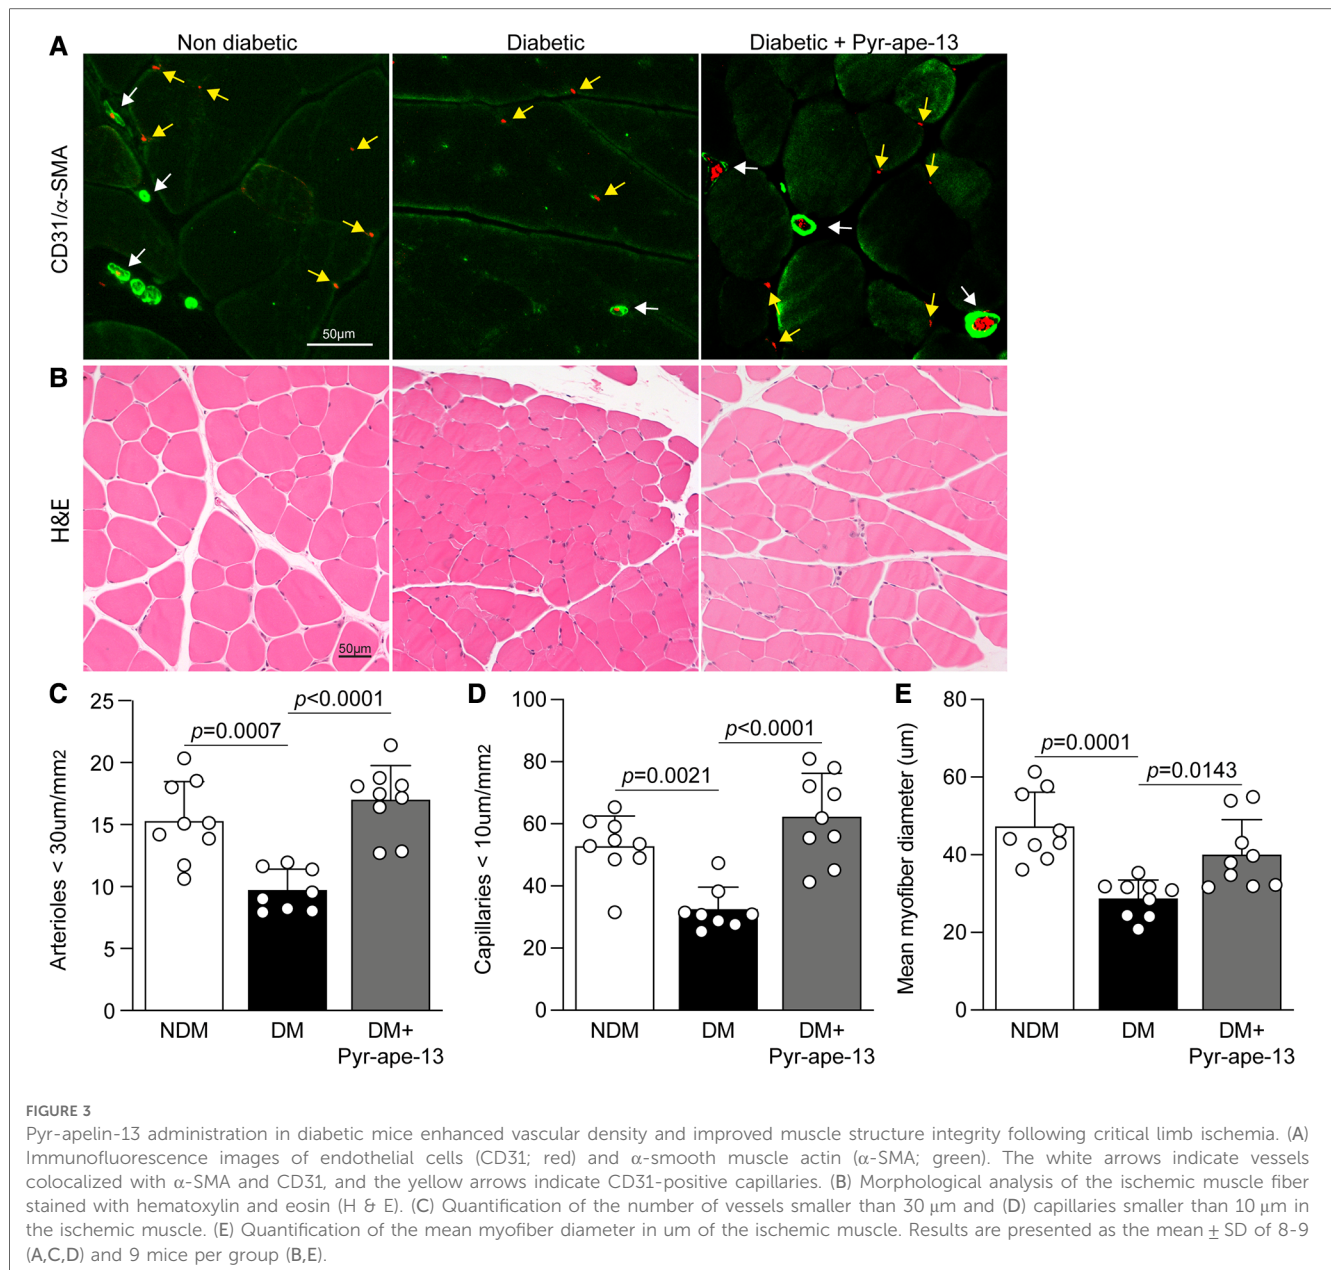 A
Non diabetic
Diabetic
Diabetic + Pyr-ape-13
CD31/α-SMA
50µm
B
H&E
50µm
C
Arterioles < 30um/mm2
25
20
15
10
5
0
p=0.0007
p<0.0001
NDM
DM
DM+
Pyr-ape-13
D
Capillaries < 10um/mm2
100
80
60
40
20
0
p=0.0021
p<0.0001
NDM
DM
DM+
Pyr-ape-13
E
Mean myofiber diameter (um)
80
60
40
20
0
p=0.0001
p=0.0143
NDM
DM
DM+
Pyr-ape-13
FIGURE 3
Pyr-apelin-13 administration in diabetic mice enhanced vascular density and improved muscle structure integrity following critical limb ischemia. (A)
Immunofluorescence images of endothelial cells (CD31; red) and α-smooth muscle actin (α-SMA; green). The white arrows indicate vessels
colocalized with α-SMA and CD31, and the yellow arrows indicate CD31-positive capillaries. (B) Morphological analysis of the ischemic muscle fiber
stained with hematoxylin and eosin (H & E). (C) Quantification of the number of vessels smaller than 30 µm and (D) capillaries smaller than 10 µm in
the ischemic muscle. (E) Quantification of the mean myofiber diameter in um of the ischemic muscle. Results are presented as the mean ± SD of 8-9
(A,C,D) and 9 mice per group (B,E).